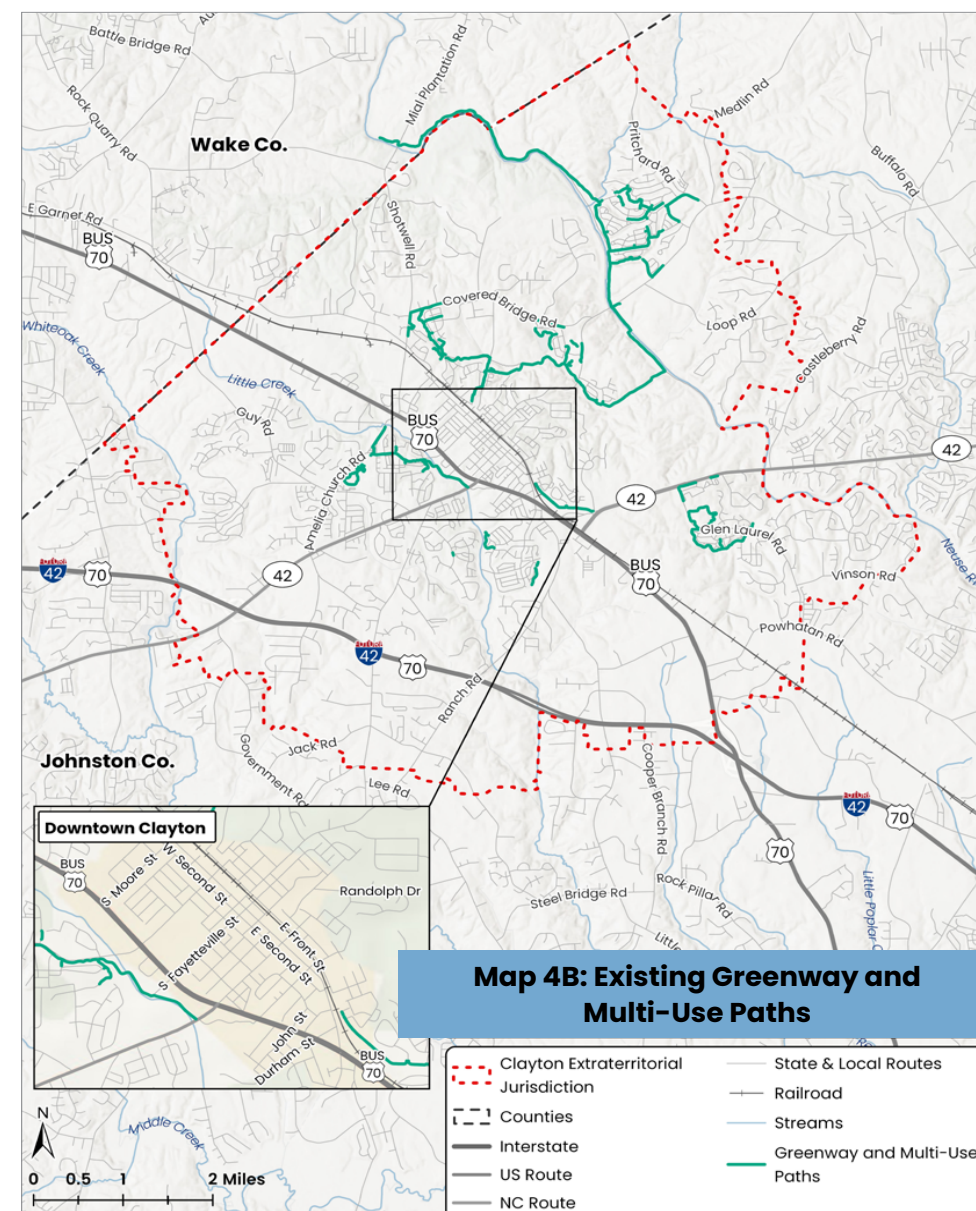 Battle Bridge Rd
Mial Plantation Rd
Rock Quarry Rd
Wake Co.
Medlin Rd
Pritchard Rd
Buffalo Rd
E Garner Rd
BUS
70
Shotwell Rd
Covered Bridge Rd
Loop Rd
Castleberry Rd
Whiteoak Creek
Little Creek
Guy Rd
BUS
70
Amelia Church Rd
42
42
Glen Laurel Rd
Neuse
42
70
42
BUS
70
Vinson Rd
Powhatan Rd
42
70
Ranch Rd
Johnston Co.
Government Rd
Jack Rd
Lee Rd
Cooper Branch Rd
42
70
70
Steel Bridge Rd
Rock Pillar Rd
Little Poplar
Downtown Clayton
BUS
70
S Moore St
W Second St
Randolph Dr
S Fayetteville St
E Second St
E Front St
John St
Durham St
BUS
70
Map 4B: Existing Greenway and
Multi-Use Paths
Middle Creek
N
0 0.5 1 2 Miles
Clayton Extraterritorial
Jurisdiction
Counties
Interstate
US Route
NC Route
State & Local Routes
Railroad
Streams
Greenway and Multi-Use
Paths